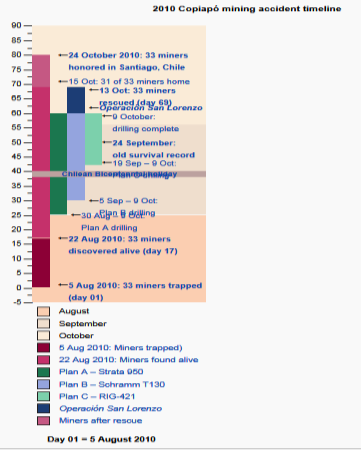 2010 Copiapó mining accident timeline
90
85
80
75
70
65
60
55
50
45
40
35
30
25
20
15
10
5
0
-5
←24 October 2010: 33 miners
honored in Santiago, Chile
←15 Oct: 31 of 33 miners home
←13 Oct: 33 miners
rescued (day 69)
←Operación San Lorenzo
←9 October:
drilling complete
←24 September:
old survival record
←19 Sep – 9 Oct:
Plan C drilling
Chilean Bicentennial holiday
←5 Sep – 9 Oct:
Plan B drilling
←30 Aug – 9 Oct:
Plan A drilling
←22 Aug 2010: 33 miners
discovered alive (day 17)
←5 Aug 2010: 33 miners trapped
(day 01)
August
September
October
5 Aug 2010: Miners trapped)
22 Aug 2010: Miners found alive
Plan A – Strata 950
Plan B – Schramm T130
Plan C – RIG-421
Operación San Lorenzo
Miners after rescue
Day 01 = 5 August 2010